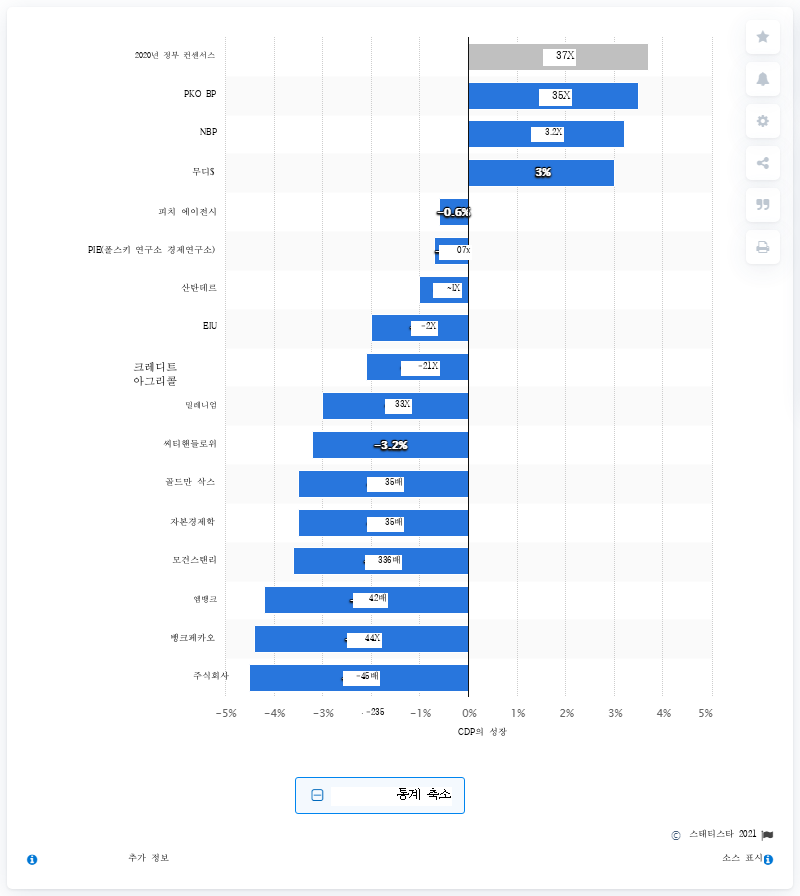 2020년 정부 컨센서스
37X
PKO BP
35X
NBP
3.2X
무디$
3%
피치 에이전시
-0.6%
PIE(폴스키 연구소 경제연구소)
07x
산탄데르
~1X
EIU
-2X
크레디트
아그리콜
-21X
밀레니엄
33X
씨티핸들로위
-3.2%
골드만 삭스
35배
자본경제학
35배
모건스탠리
336배
엠뱅크
42배
뱅크페카오
44X
주식회사
-45배
-5% -4% -3% -235 -1% 0% 1% 2% 3% 4% 5%
CDP의 성장
통계 축소
© 스태티스타 2021
추가 정보
소스 표시